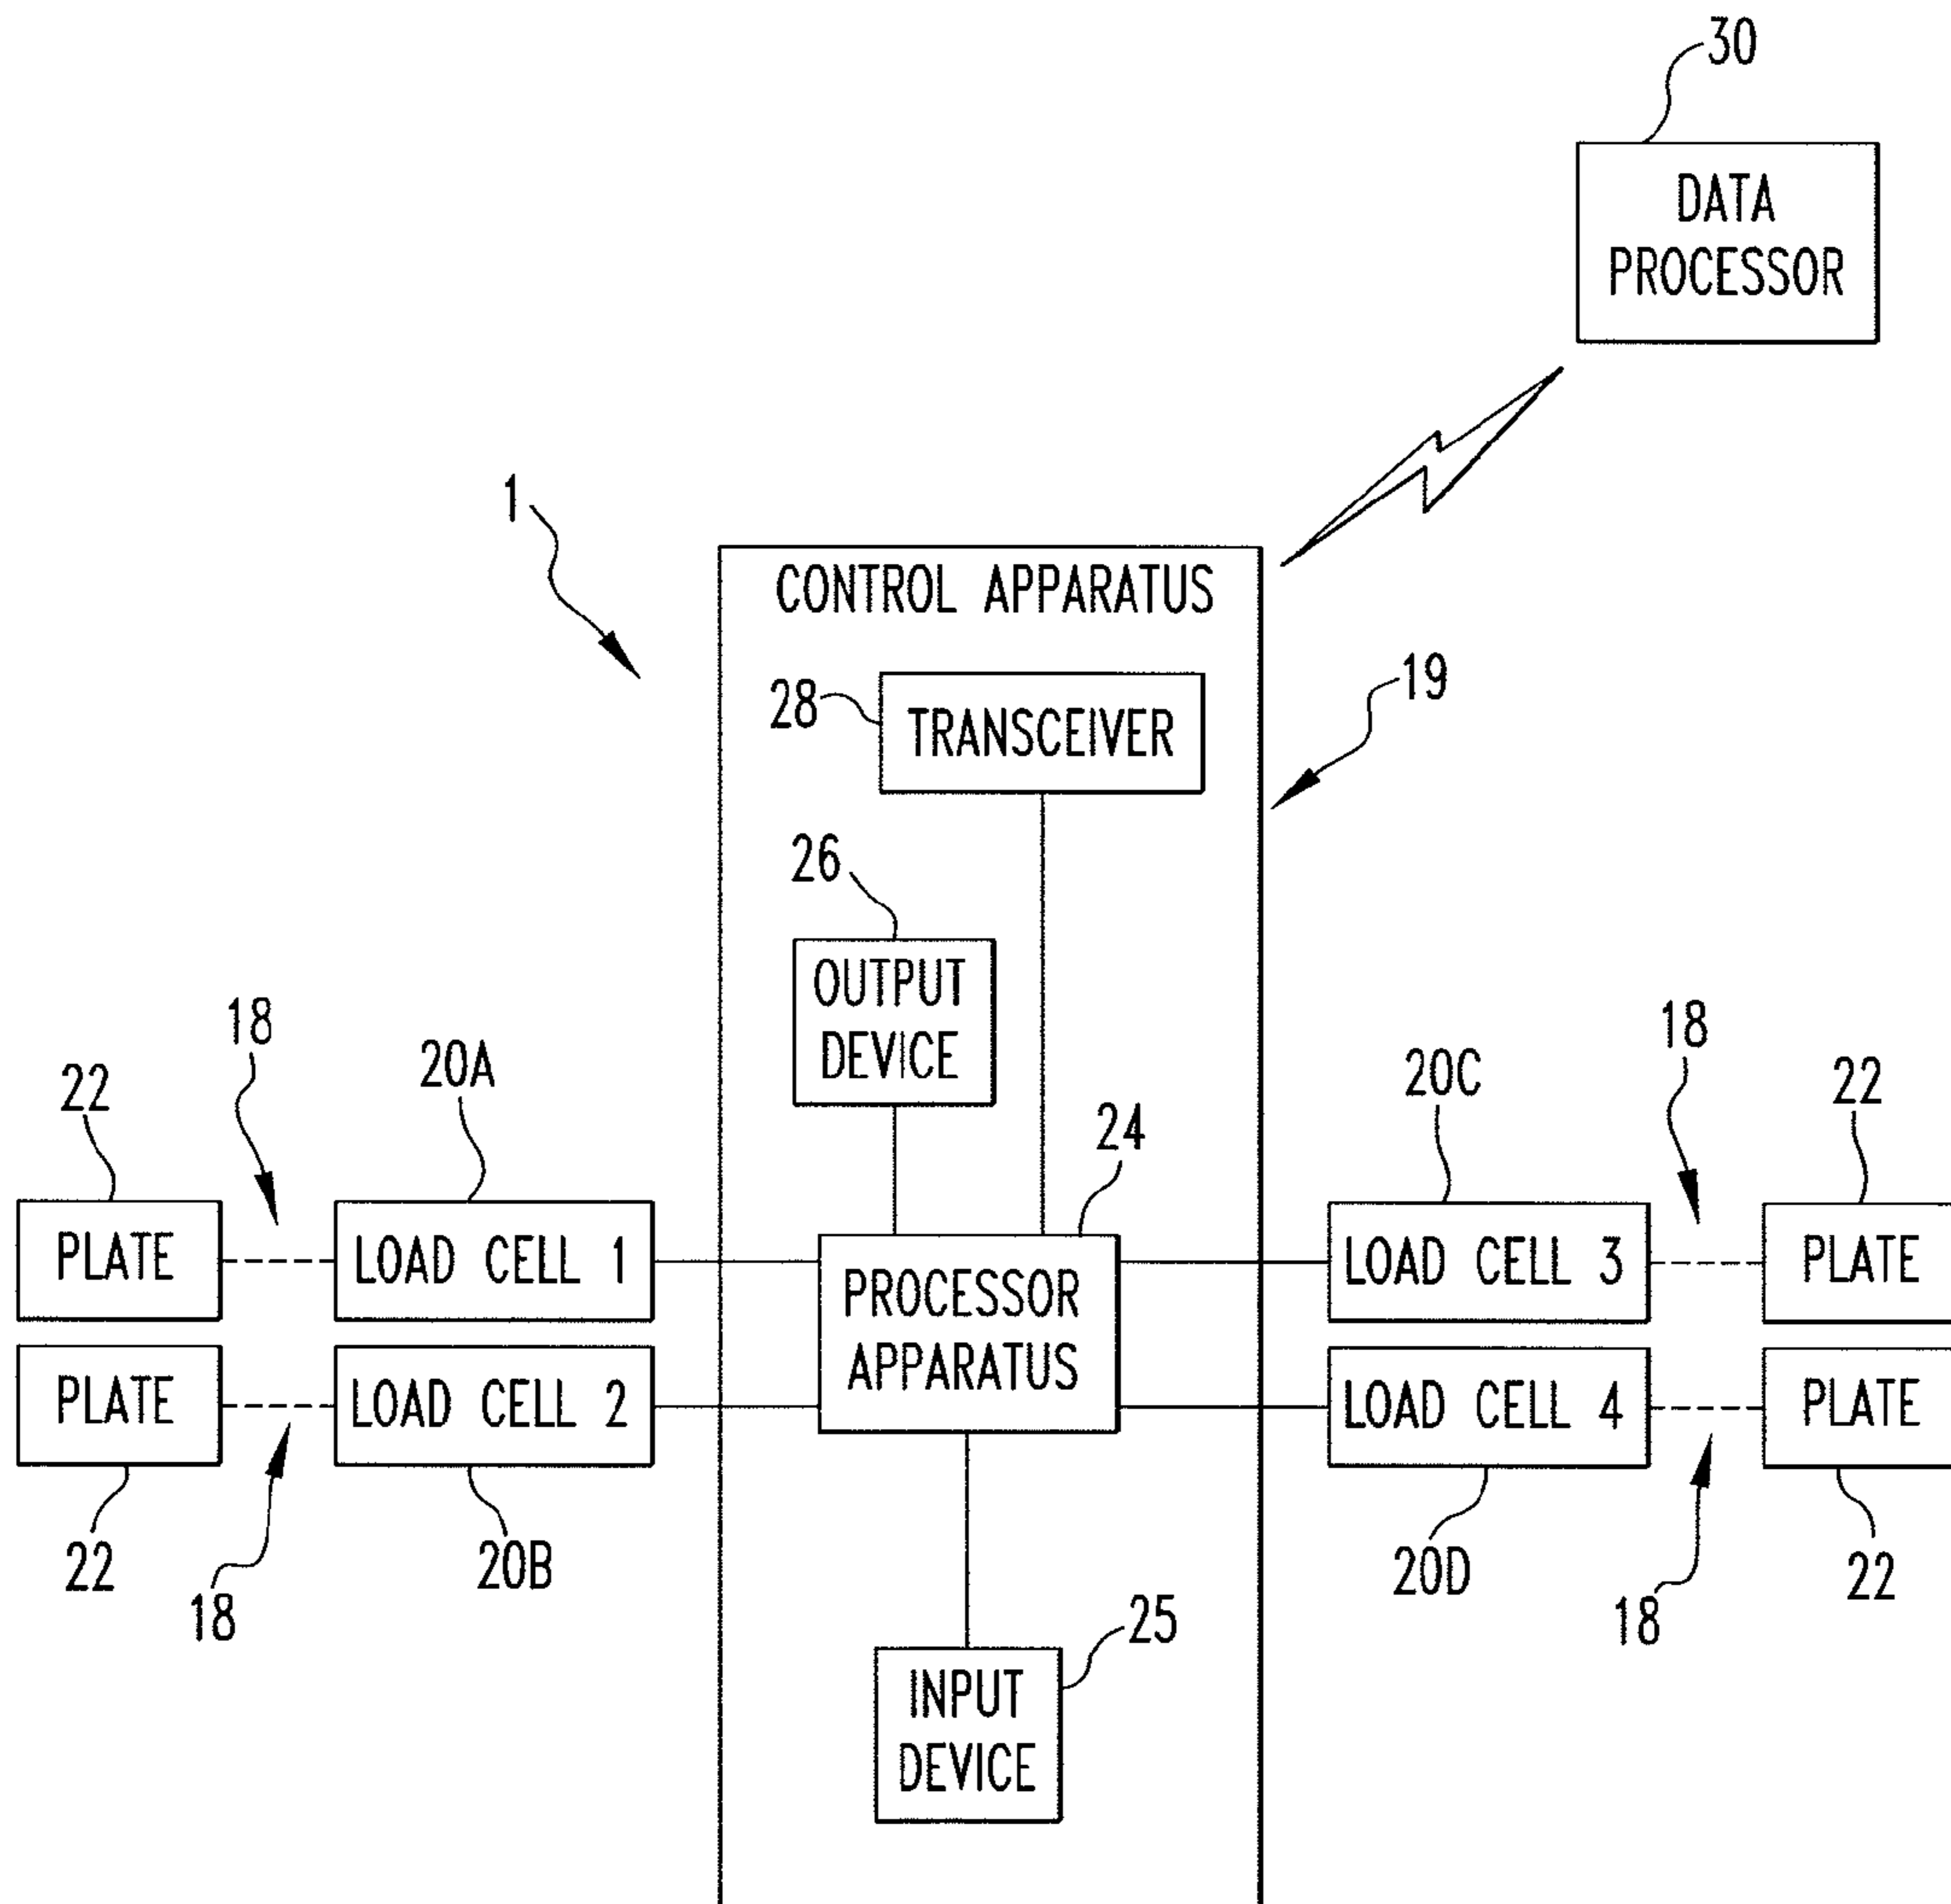 30
DATA
PROCESSOR
1
CONTROL APPARATUS
19
28
TRANSCEIVER
26
OUTPUT
DEVICE
18
18
22
20A
20C
22
24
PLATE
LOAD CELL 1
PROCESSOR
APPARATUS
LOAD CELL 3
PLATE
PLATE
LOAD CELL 2
LOAD CELL 4
PLATE
22
18
20B
20D
18
22
25
INPUT
DEVICE